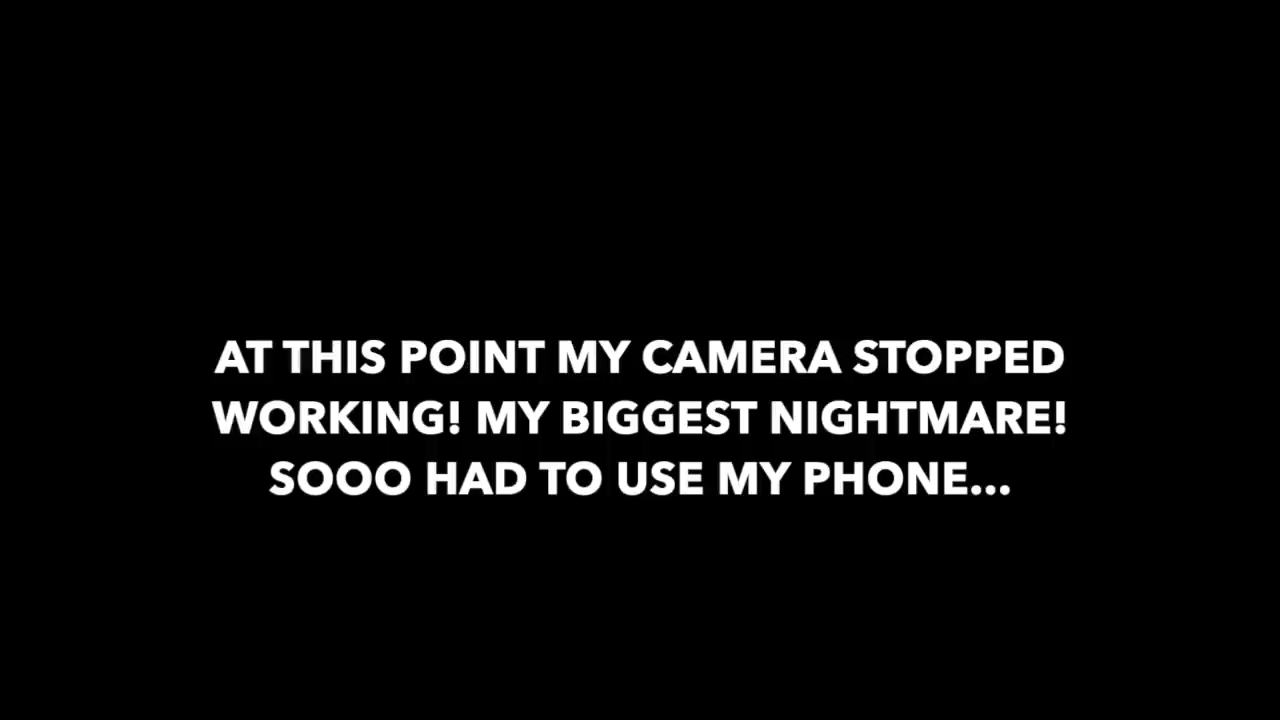 AT THIS POINT MY CAMERA STOPPED
WORKING! MY BIGGEST NIGHTMARE!
SOOO HAD TO USE MY PHONE...